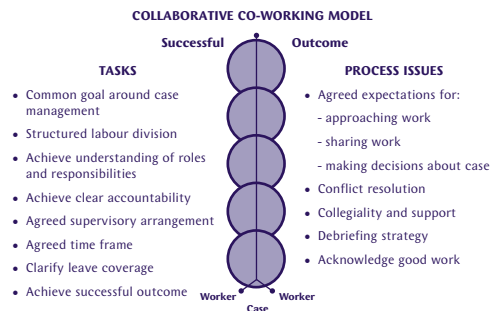 COLLABORATIVE CO-WORKING MODEL
Successful Outcome
TASKS
• Common goal around case
management
• Structured labour division
• Achieve understanding of roles
and responsibilities
• Achieve clear accountability
• Agreed supervisory arrangement
• Agreed time frame
• Clarify leave coverage
• Achieve successful outcome
PROCESS ISSUES
• Agreed expectations for:
- approaching work
- sharing work
- making decisions about case
• Conflict resolution
• Collegiality and support
• Debriefing strategy
• Acknowledge good work
Worker Worker
Case